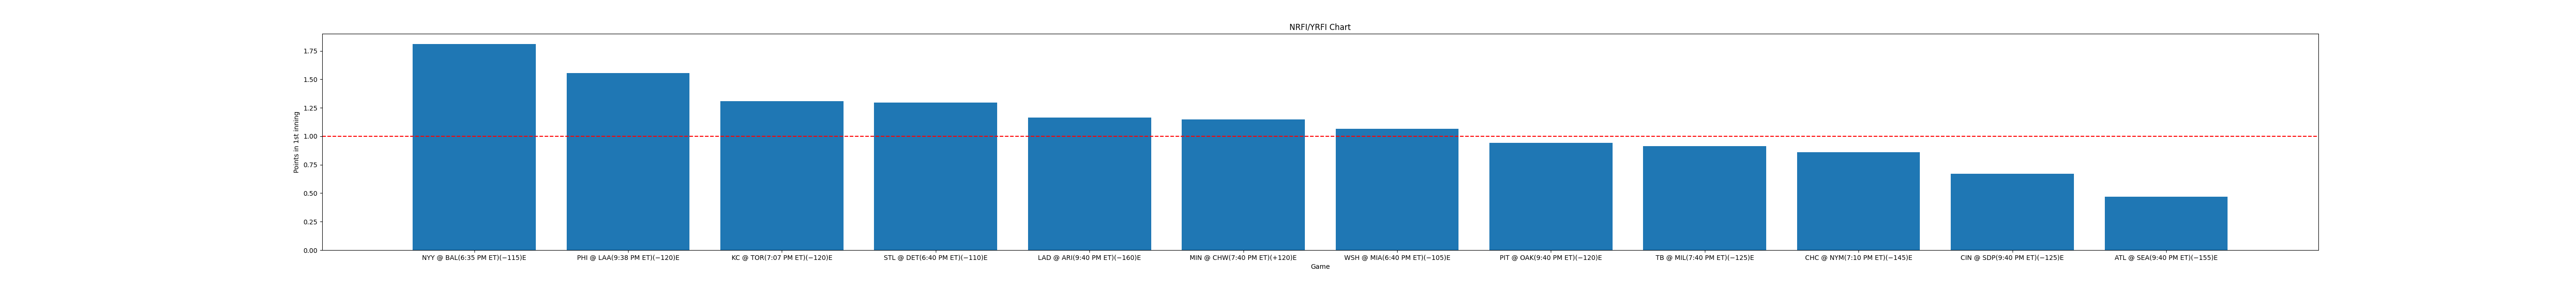 NRFI/YRFI Chart
Points in 1st inning
1.75
1.50
1.25
1.00
0.75
0.50
0.25
0.00
NYY @ BAL(6:35 PM ET)(−115)E
PHI @ LAA(9:38 PM ET)(−120)E
KC @ TOR(7:07 PM ET)(−120)E
STL @ DET(6:40 PM ET)(−110)E
LAD @ ARI(9:40 PM ET)(−160)E
MIN @ CHW(7:40 PM ET)(+120)E
WSH @ MIA(6:40 PM ET)(−105)E
PIT @ OAK(9:40 PM ET)(−120)E
TB @ MIL(7:40 PM ET)(−125)E
CHC @ NYM(7:10 PM ET)(−145)E
CIN @ SDP(9:40 PM ET)(−125)E
ATL @ SEA(9:40 PM ET)(−155)E
Game